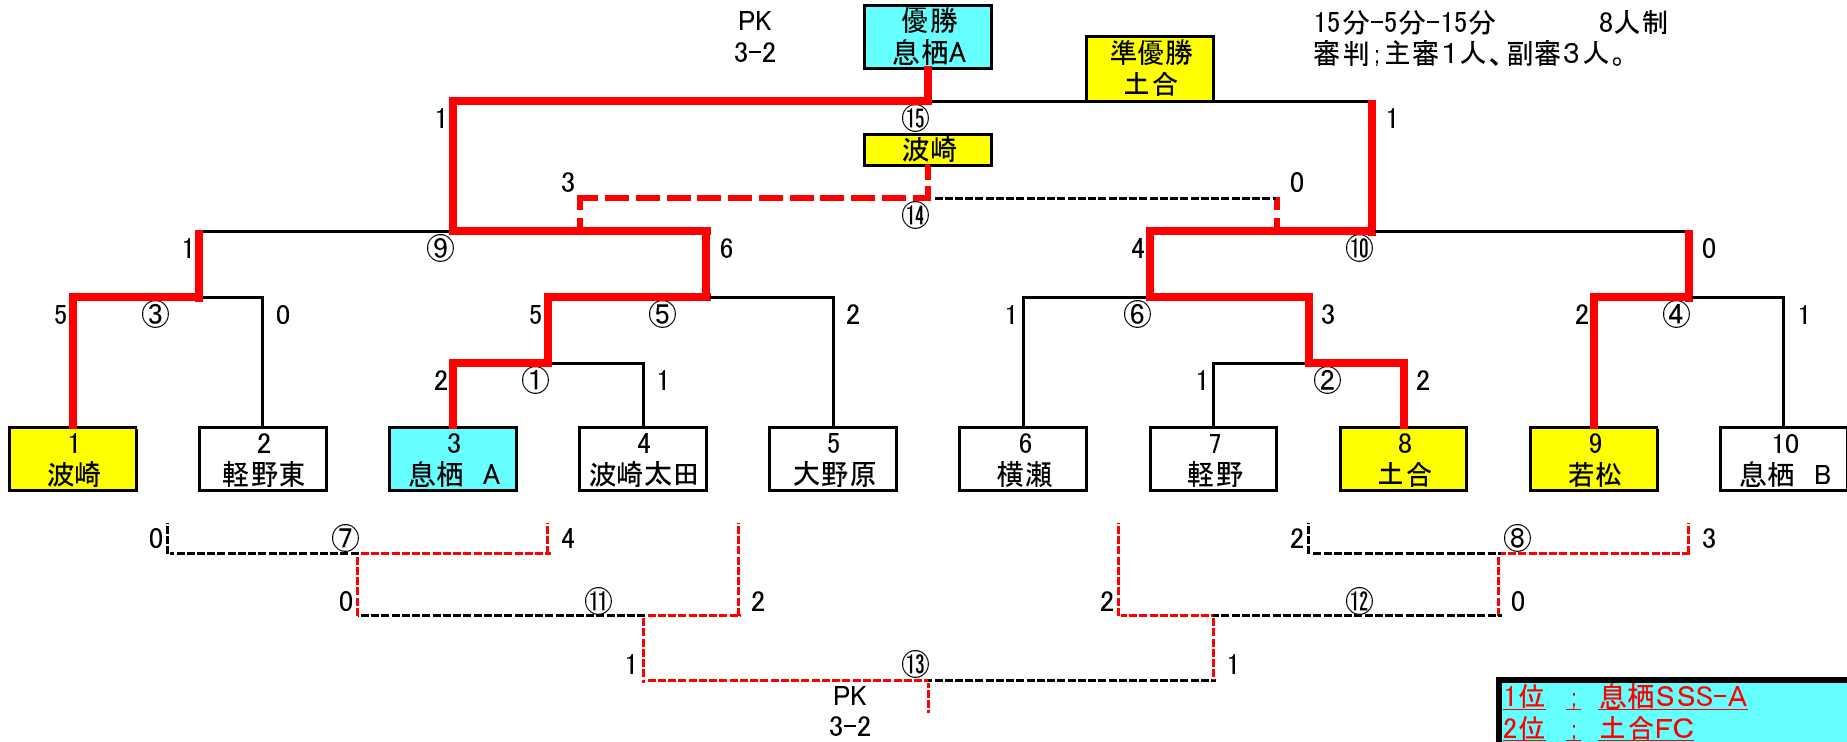 PK
3-2
優勝
息栖A
準優勝
土合
15分-5分-15分 8人制
審判;主審1人、副審3人。
1 ⑮ 1
波崎
3 ⑭ 0
1 ⑨ 6 4 ⑩ 0
5 ③ 0 5 ⑤ 2 1 ⑥ 3 2 ④ 1
2 ① 1 1 ② 2
1 2 3 4 5 6 7 8 9 10
波崎 軽野東 息栖 A 波崎太田 大野原 横瀬 軽野 土合 若松 息栖 B
0 ⑦ 4 2 ⑧ 3
0 ⑪ 2 2 ⑫ 0
1 ⑬ 1
PK
3-2
1位 ; 息栖SSS-A
2位 ; 土合FC